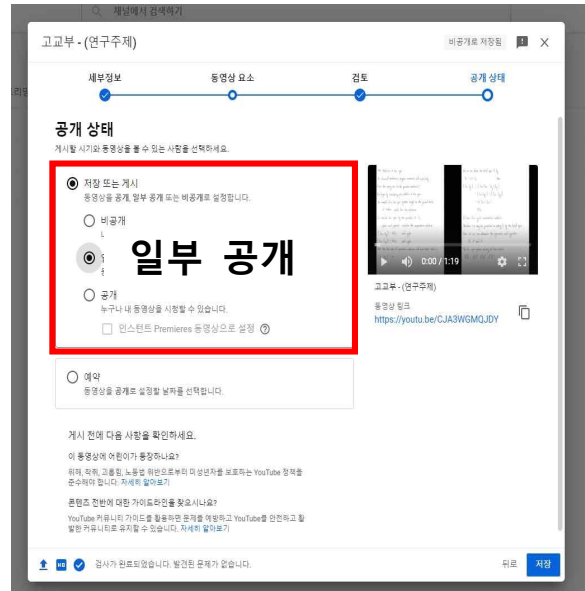 채널에서 검색하기
고교부 - (연구주제)
비공개로 저장됨
세부정보
동영상 요소
검토
공개 상태
공개 상태
게시할 시기와 동영상을 볼 수 있는 사람을 선택하세요.
저장 또는 게시
동영상을 공개, 일부 공개 또는 비공개로 설정합니다.
비공개
일부 공개
공개
누구나 내 동영상을 시청할 수 있습니다.
인스턴트 Premieres 동영상으로 설정
0:00 / 1:19
고교부 - (연구주제)
동영상 링크
https://youtu.be/CJA3WGMQJDY
예약
동영상을 공개로 설정할 날짜를 선택합니다.
게시 전에 다음 사항을 확인하세요.
이 동영상에 어린이가 등장하나요?
위해, 착취, 괴롭힘, 노동법 위반으로부터 미성년자를 보호하는 YouTube 정책을
준수해야 합니다. 자세히 알아보기
콘텐츠 전반에 대한 가이드라인을 찾으시나요?
YouTube 커뮤니티 가이드를 활용하면 문제를 예방하고 YouTube를 안전하고 활
발한 커뮤니티로 유지할 수 있습니다. 자세히 알아보기
HD
검사가 완료되었습니다. 발견된 문제가 없습니다.
뒤로
저장